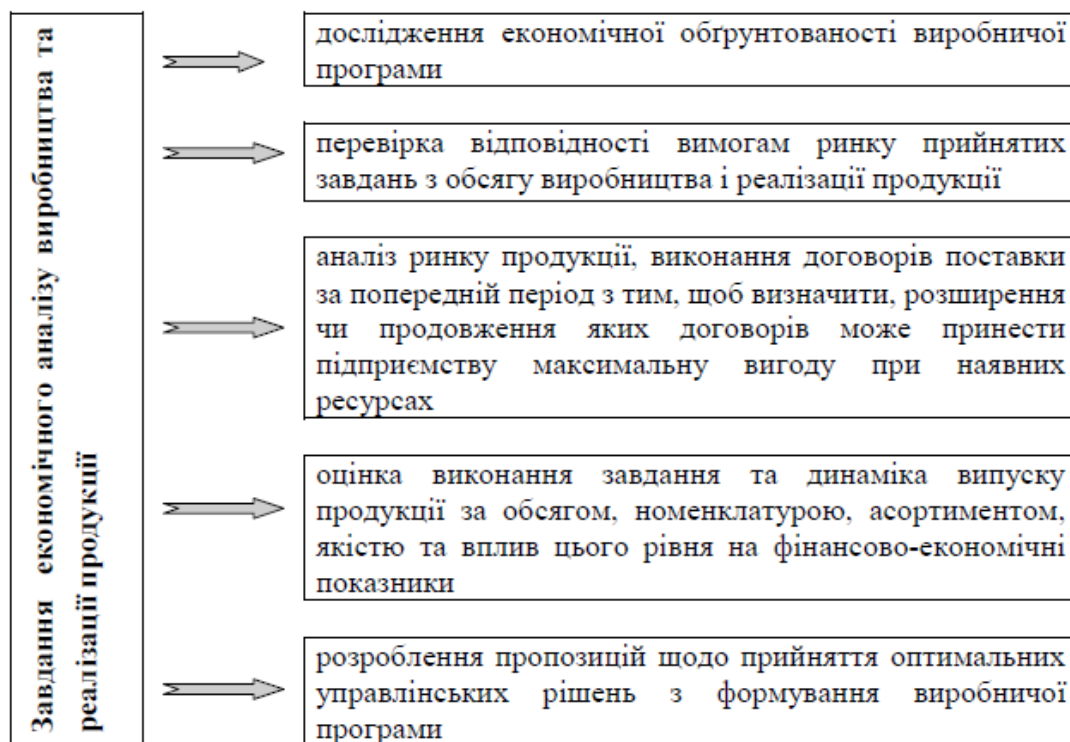 Завдання економічного аналізу виробництва та
реалізації продукції
дослідження економічної обґрунтованості виробничої
програми
перевірка відповідності вимогам ринку прийнятих
завдань з обсягу виробництва і реалізації продукції
аналіз ринку продукції, виконання договорів поставки
за попередній період з тим, щоб визначити, розширення
чи продовження яких договорів може принести
підприємству максимальну вигоду при наявних
ресурсах
оцінка виконання завдання та динаміка випуску
продукції за обсягом, номенклатурою, асортиментом,
якістю та вплив цього рівня на фінансово-економічні
показники
розроблення пропозицій щодо прийняття оптимальних
управлінських рішень з формування виробничої
програми